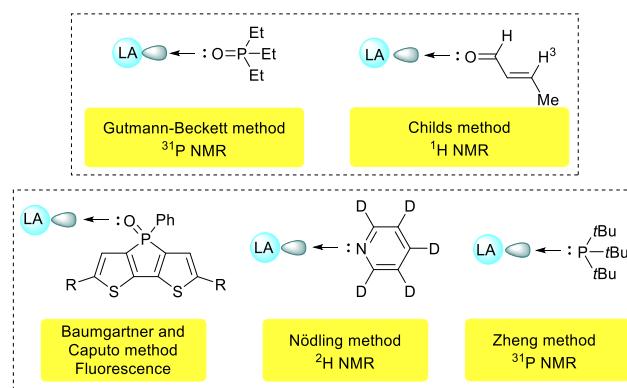 LA :O=P Et Et Et
Gutmann-Beckett method
³¹P NMR
LA :O H H³ Me
Childs method
¹H NMR
LA :O Ph P R S S R
Baumgartner and
Caputo method
Fluorescence
LA :N D D D D D
Nödling method
²H NMR
LA :P tBu tBu tBu
Zheng method
³¹P NMR